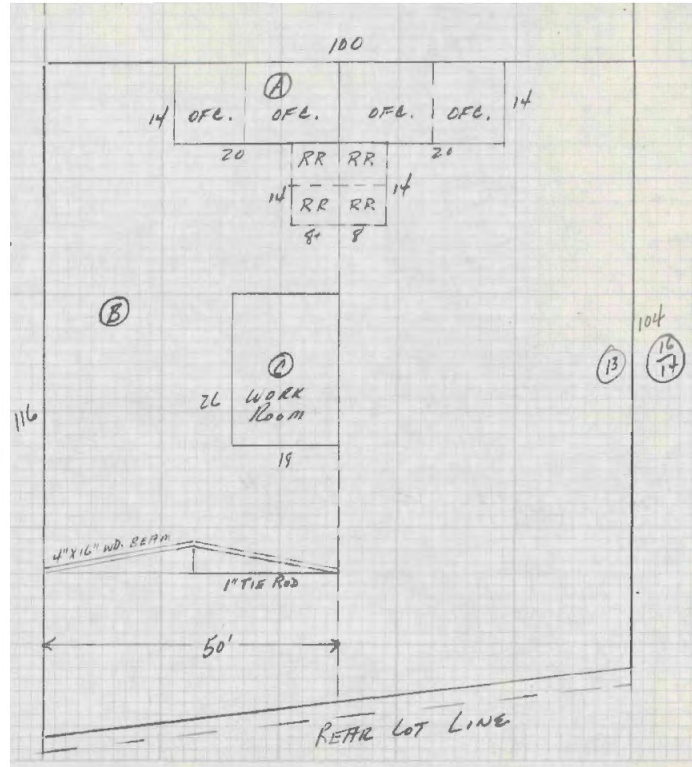 100
A
14 OFC. OFC. OFC. OFC. 14
20 RR RR. 20
14 RR RR. 14
8 8
B
104
13 16/17
C
26 WORK
ROOM
116
19
4"X16" WD. BEAM
1" TIE ROD
50'
REAR LOT LINE